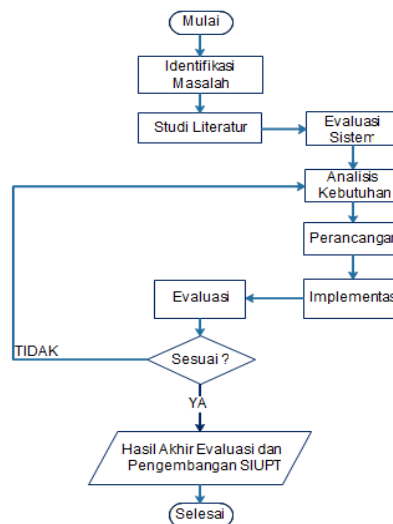 Mulai
Identifikasi
Masalah
Studi Literatur
Evaluasi
Sistem
Analisis
Kebutuhan
Perancangan
Implementas
Evaluasi
Sesuai ?
TIDAK
YA
Hasil Akhir Evaluasi dan
Pengembangan SIUPT
Selesai